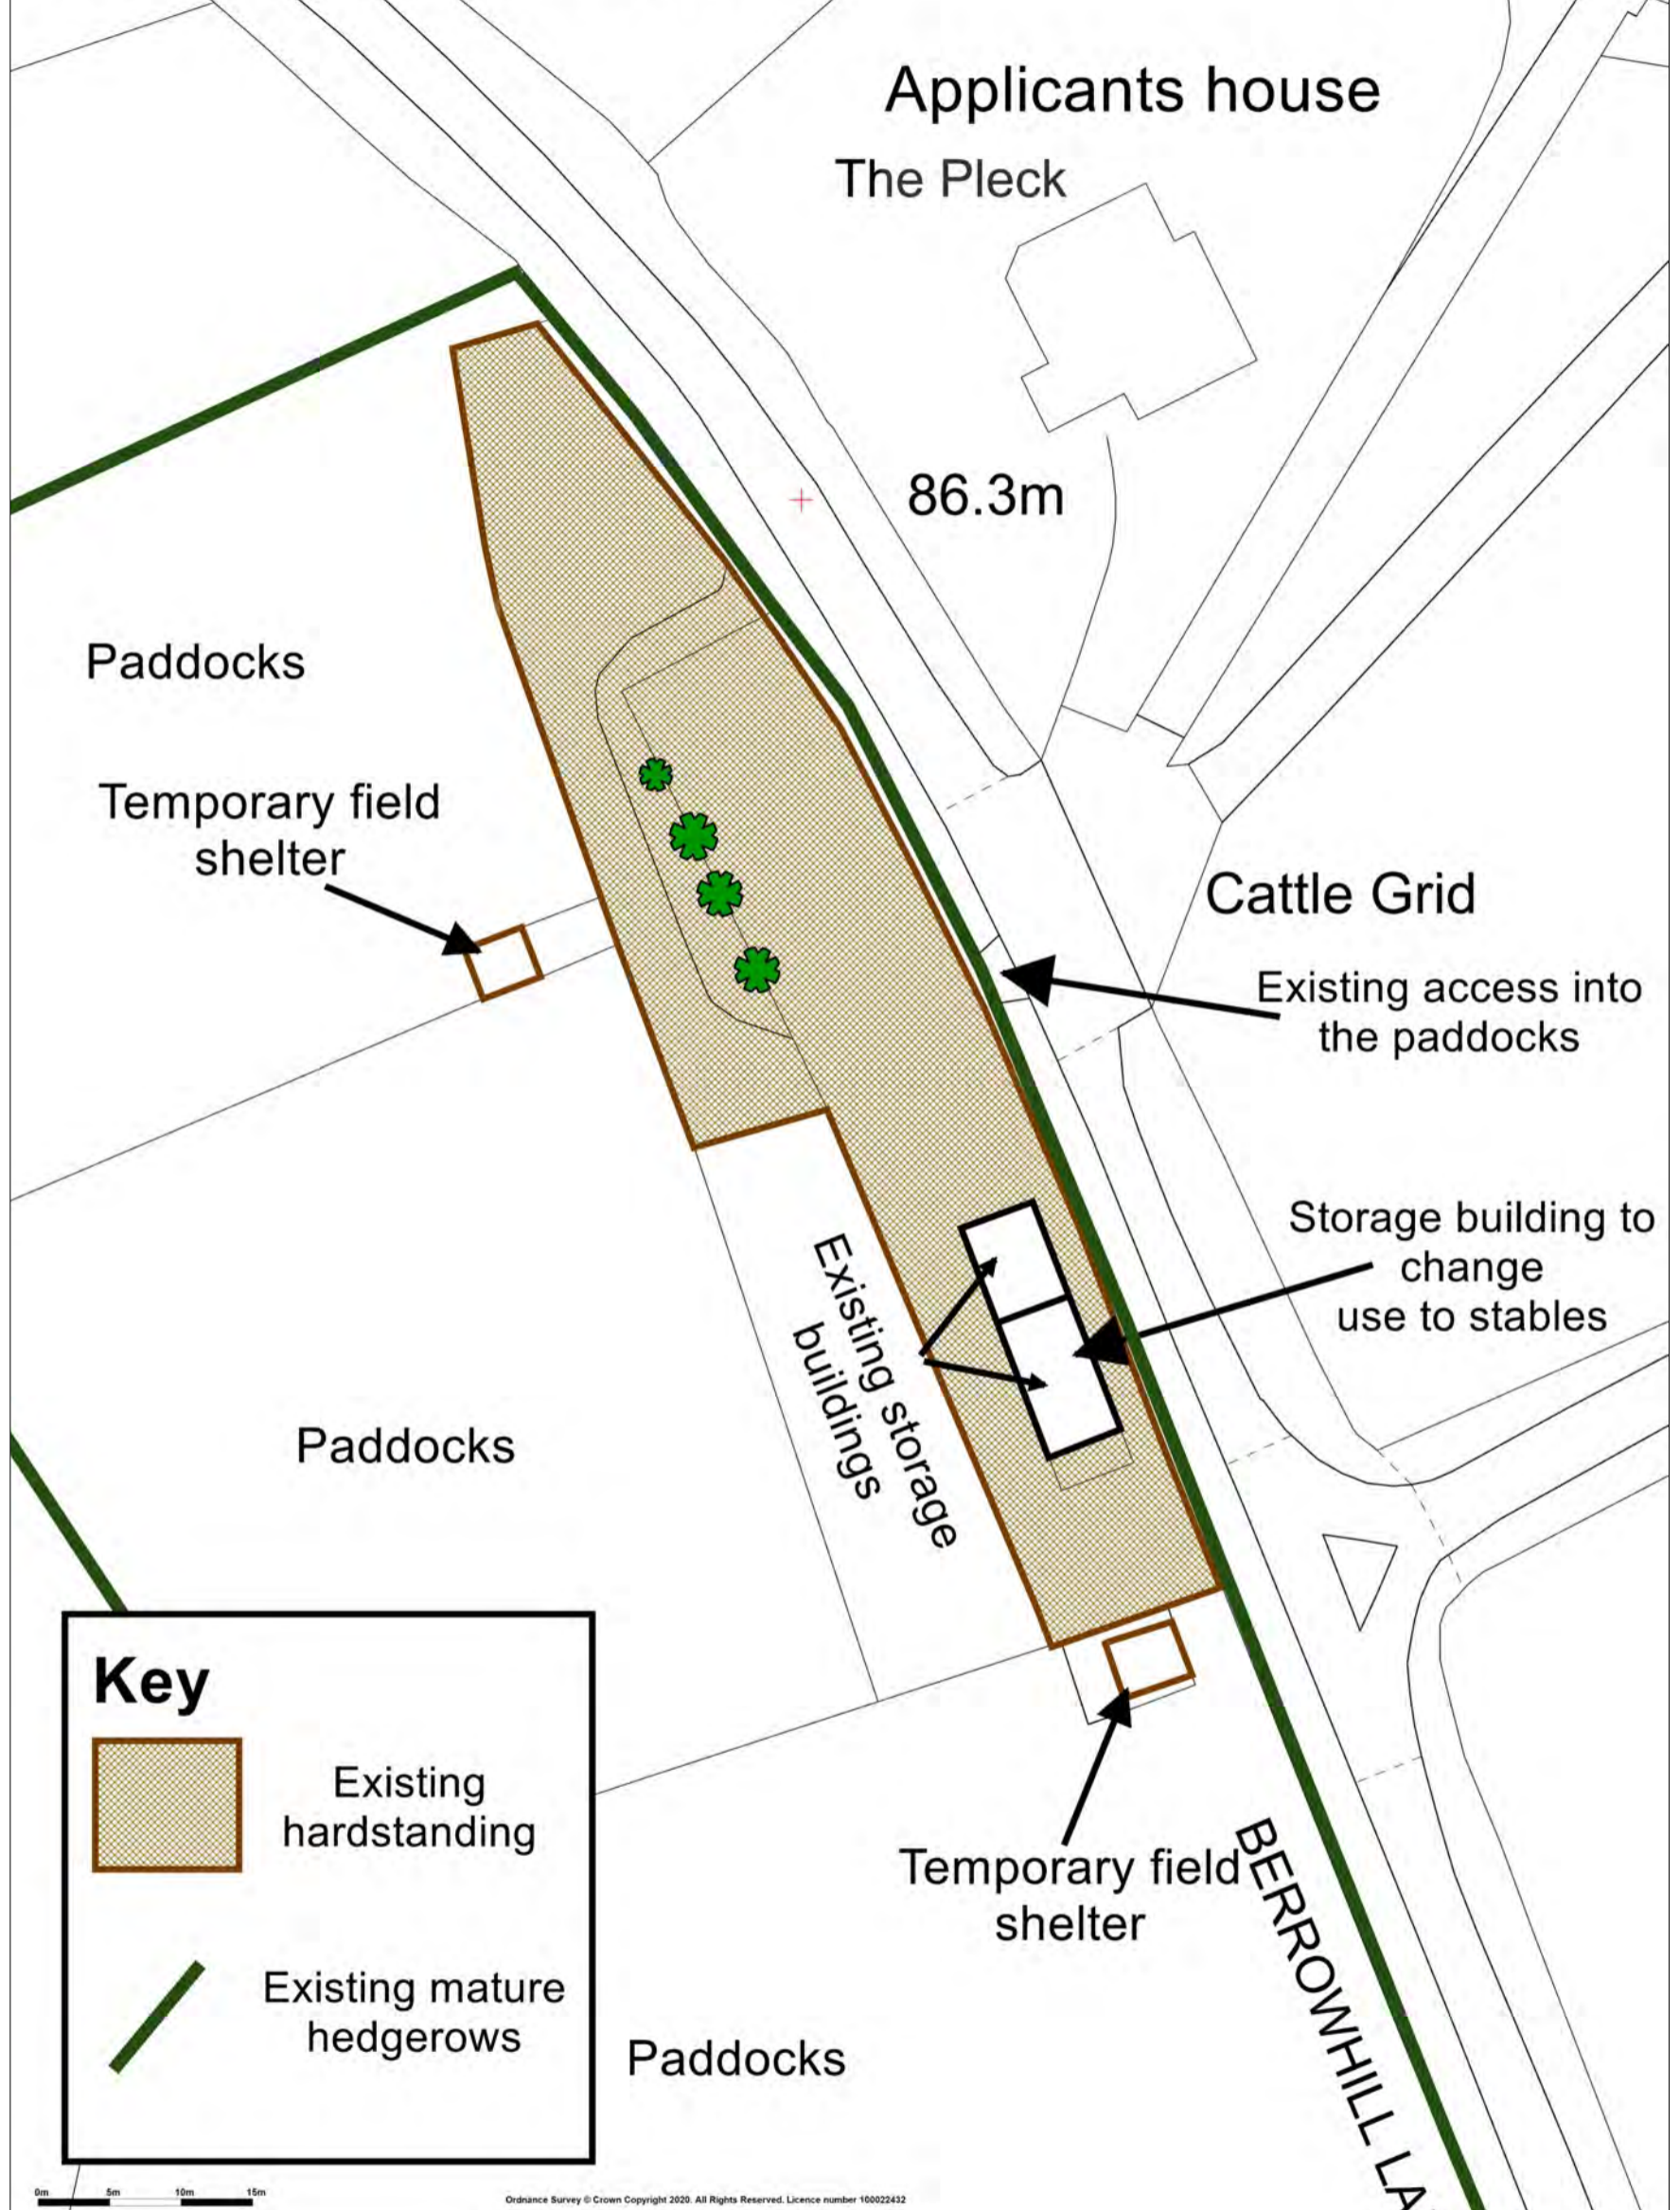 Applicants house
The Pleck
86.3m
Paddocks
Temporary field
shelter
Cattle Grid
Existing access into
the paddocks
Storage building to
change
use to stables
Existing storage
buildings
Paddocks
Key
Existing
hardstanding
Existing mature
hedgerows
Temporary field
shelter
BERROWHILL LA
Paddocks
0m 5m 10m 15m
Ordnance Survey © Crown Copyright 2020. All Rights Reserved. Licence number 100022432